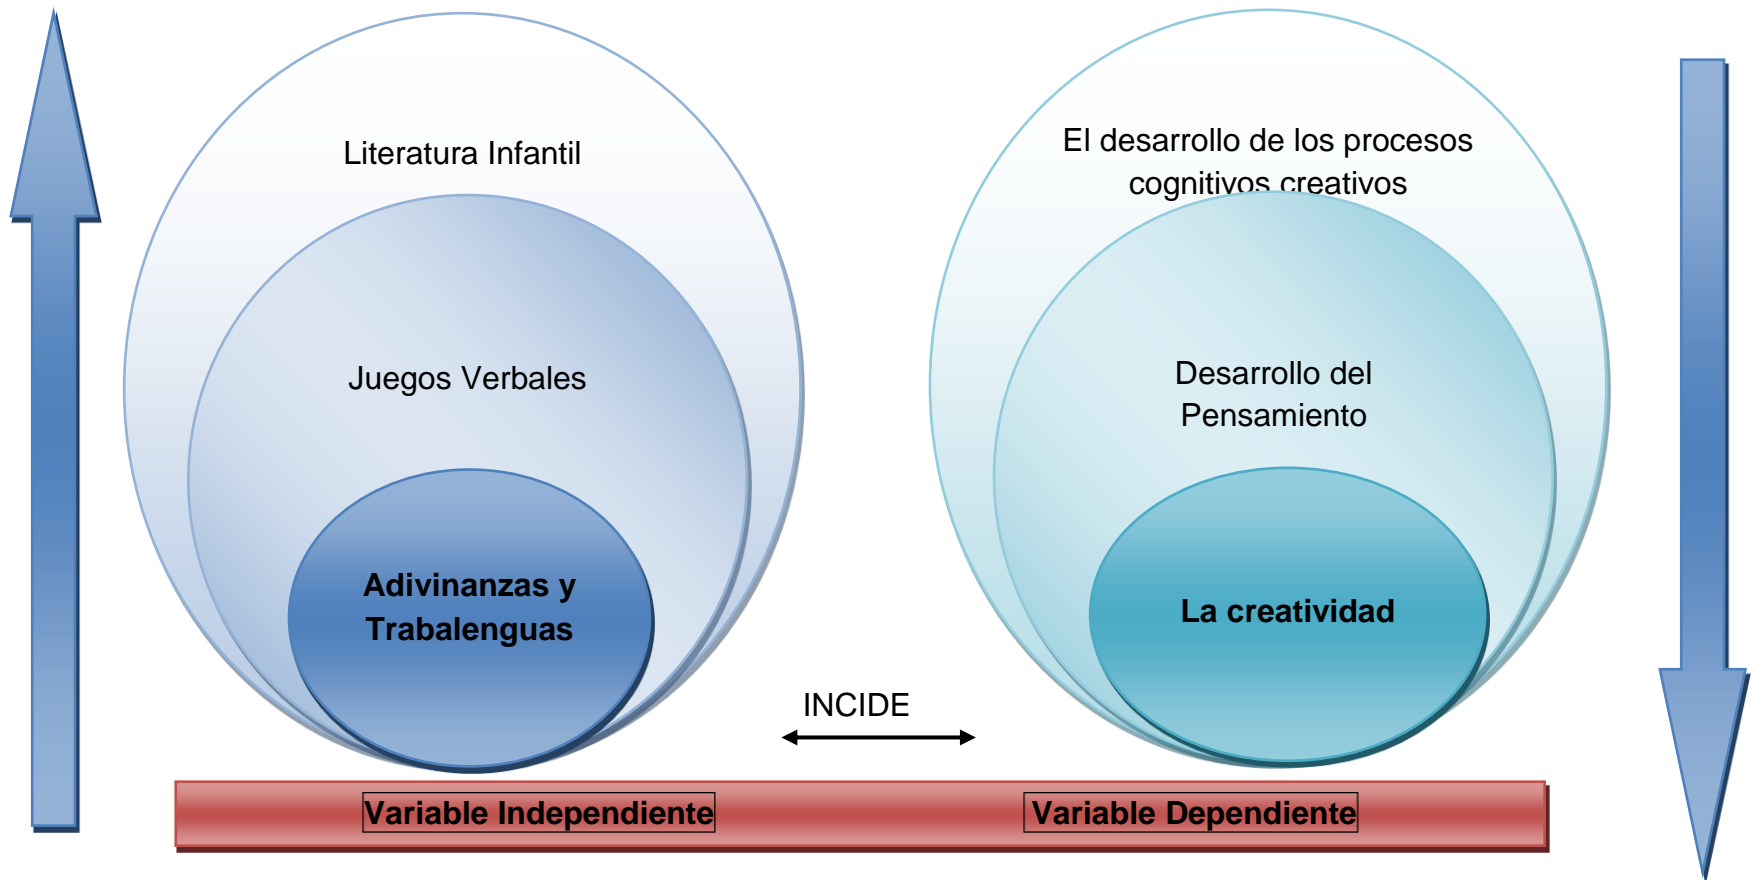 Literatura Infantil
Juegos Verbales
Adivinanzas y
Trabalenguas
El desarrollo de los procesos
cognitivos creativos
Desarrollo del
Pensamiento
La creatividad
INCIDE
Variable Independiente
Variable Dependiente